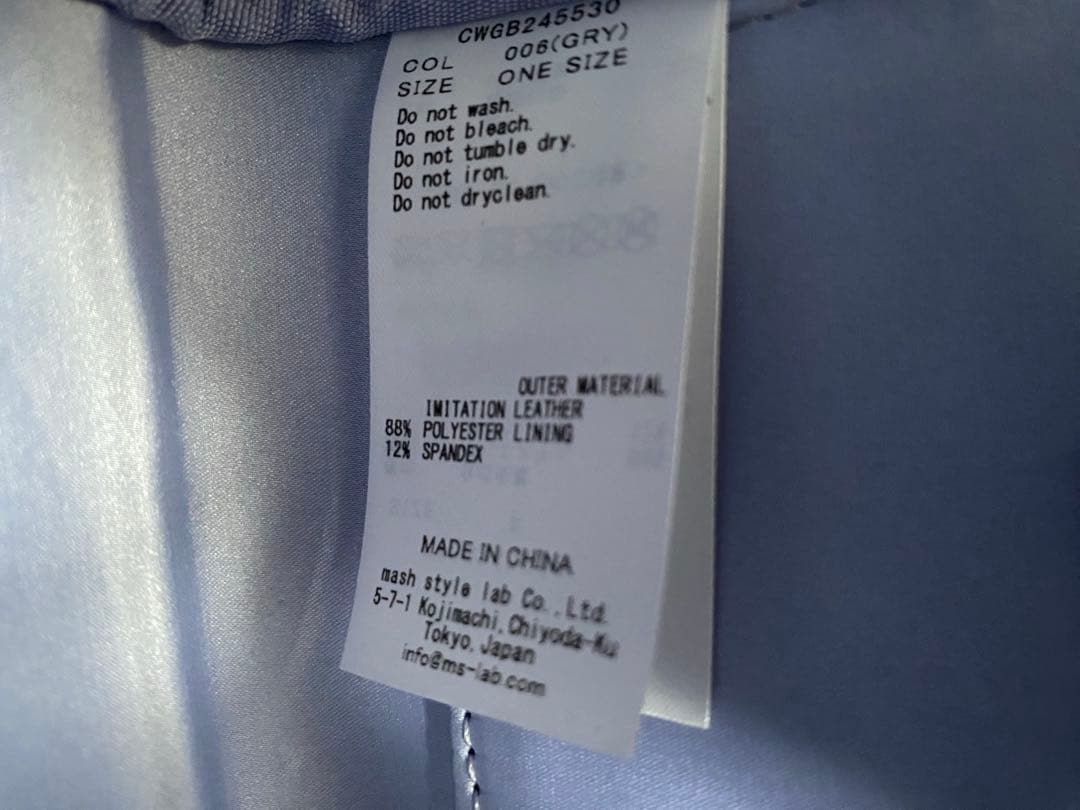 CWGB245530
COL 006(GRY)
SIZE ONE SIZE
Do not wash.
Do not bleach.
Do not tumble dry.
Do not iron.
Do not dryclean.
OUTER MATERIAL
IMITATION LEATHER
88% POLYESTER LINING
12% SPANDEX
MADE IN CHINA
mash style lab Co.,Ltd.
5-7-1 Kojimachi,Chiyoda-Ku
Tokyo,Japan
info@ms-lab.com